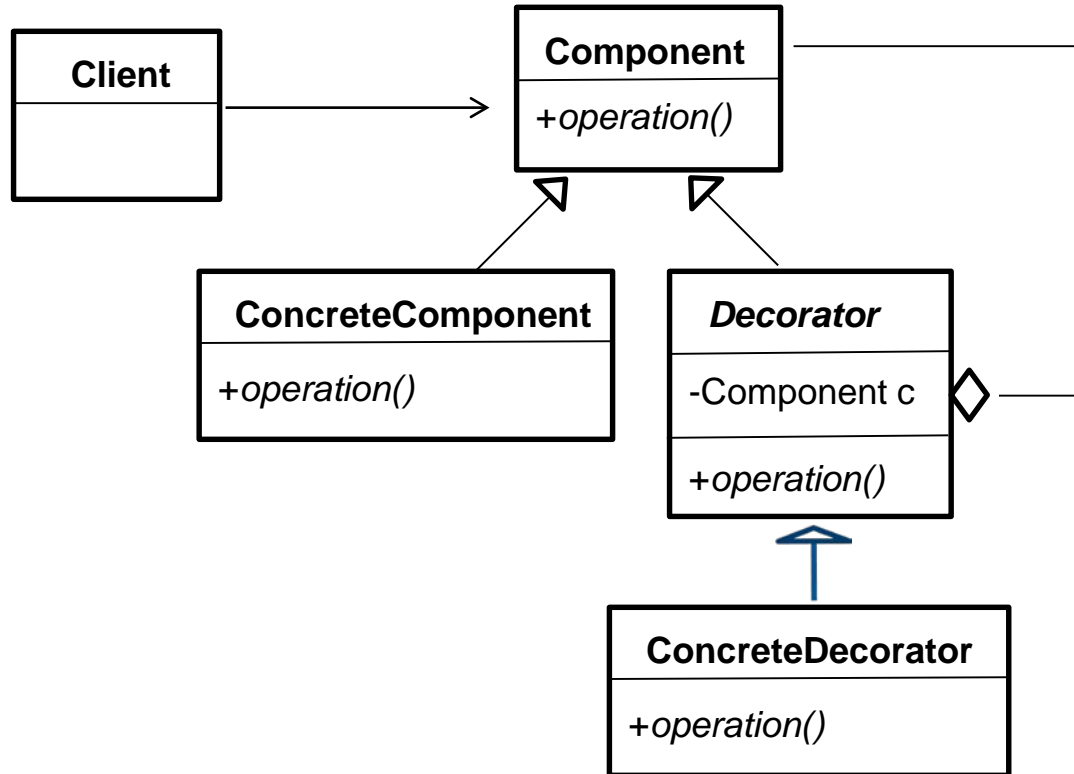 Client
Component
+operation()
ConcreteComponent
+operation()
Decorator
-Component c
+operation()
ConcreteDecorator
+operation()